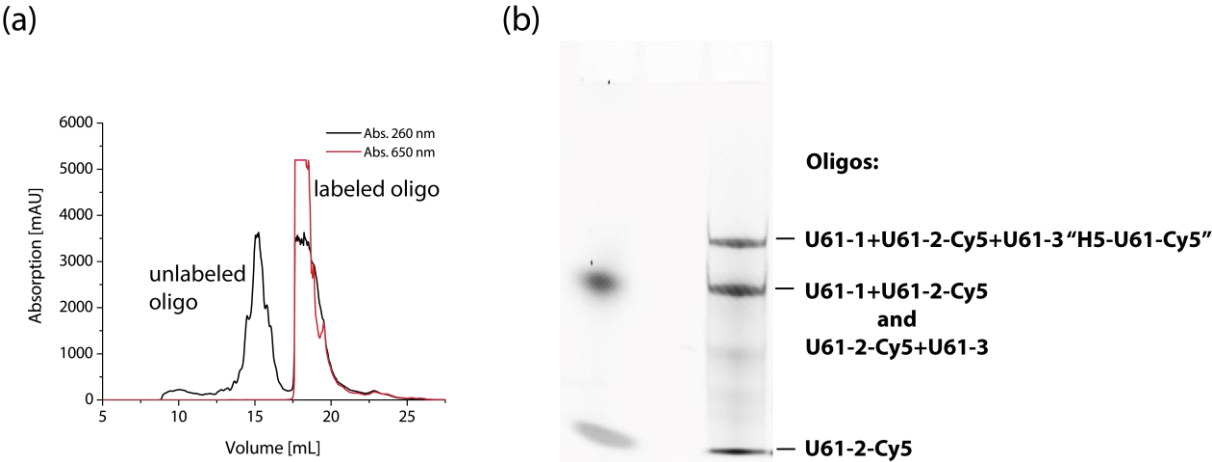 (a)
(b)
6000
5000
4000
3000
2000
1000
0
Absorption [mAU]
Abs. 260 nm
Abs. 650 nm
labeled oligo
unlabeled
oligo
5
10
15
20
25
Volume [mL]
Oligos:
U61-1+U61-2-Cy5+U61-3 “H5-U61-Cy5”
U61-1+U61-2-Cy5
and
U61-2-Cy5+U61-3
U61-2-Cy5